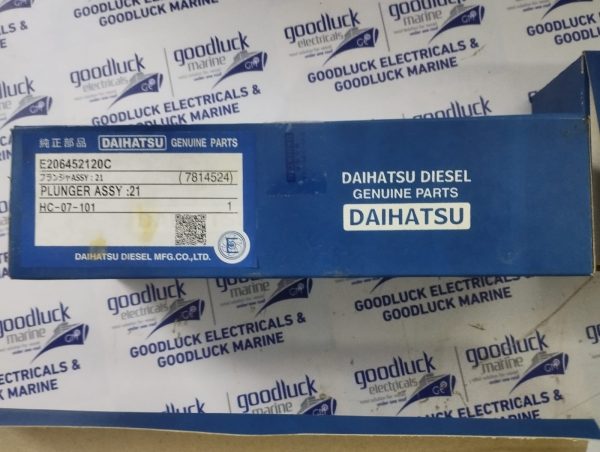 goodluck
electricals
goodluck
marine
GOODLUCK ELECTRICALS &
GOODLUCK MARINE
GOODLUCK ELECTRICALS &
GOODLUCK MARINE
純正部品 DAIHATSU GENUINE PARTS
E206452120C
プランジャASSY:21 (7814524)
PLUNGER ASSY :21
HC-07-101 1
E
DAIHATSU DIESEL MFG.CO.,LTD.
DAIHATSU DIESEL
GENUINE PARTS
DAIHATSU
goodluck
marine
goodluck
electricals
GOODLUCK ELECTRICALS &
GOODLUCK MARINE
ELECTRICALS &
GOODLUCK MARINE
goodluck
electricals
goodluck
marine